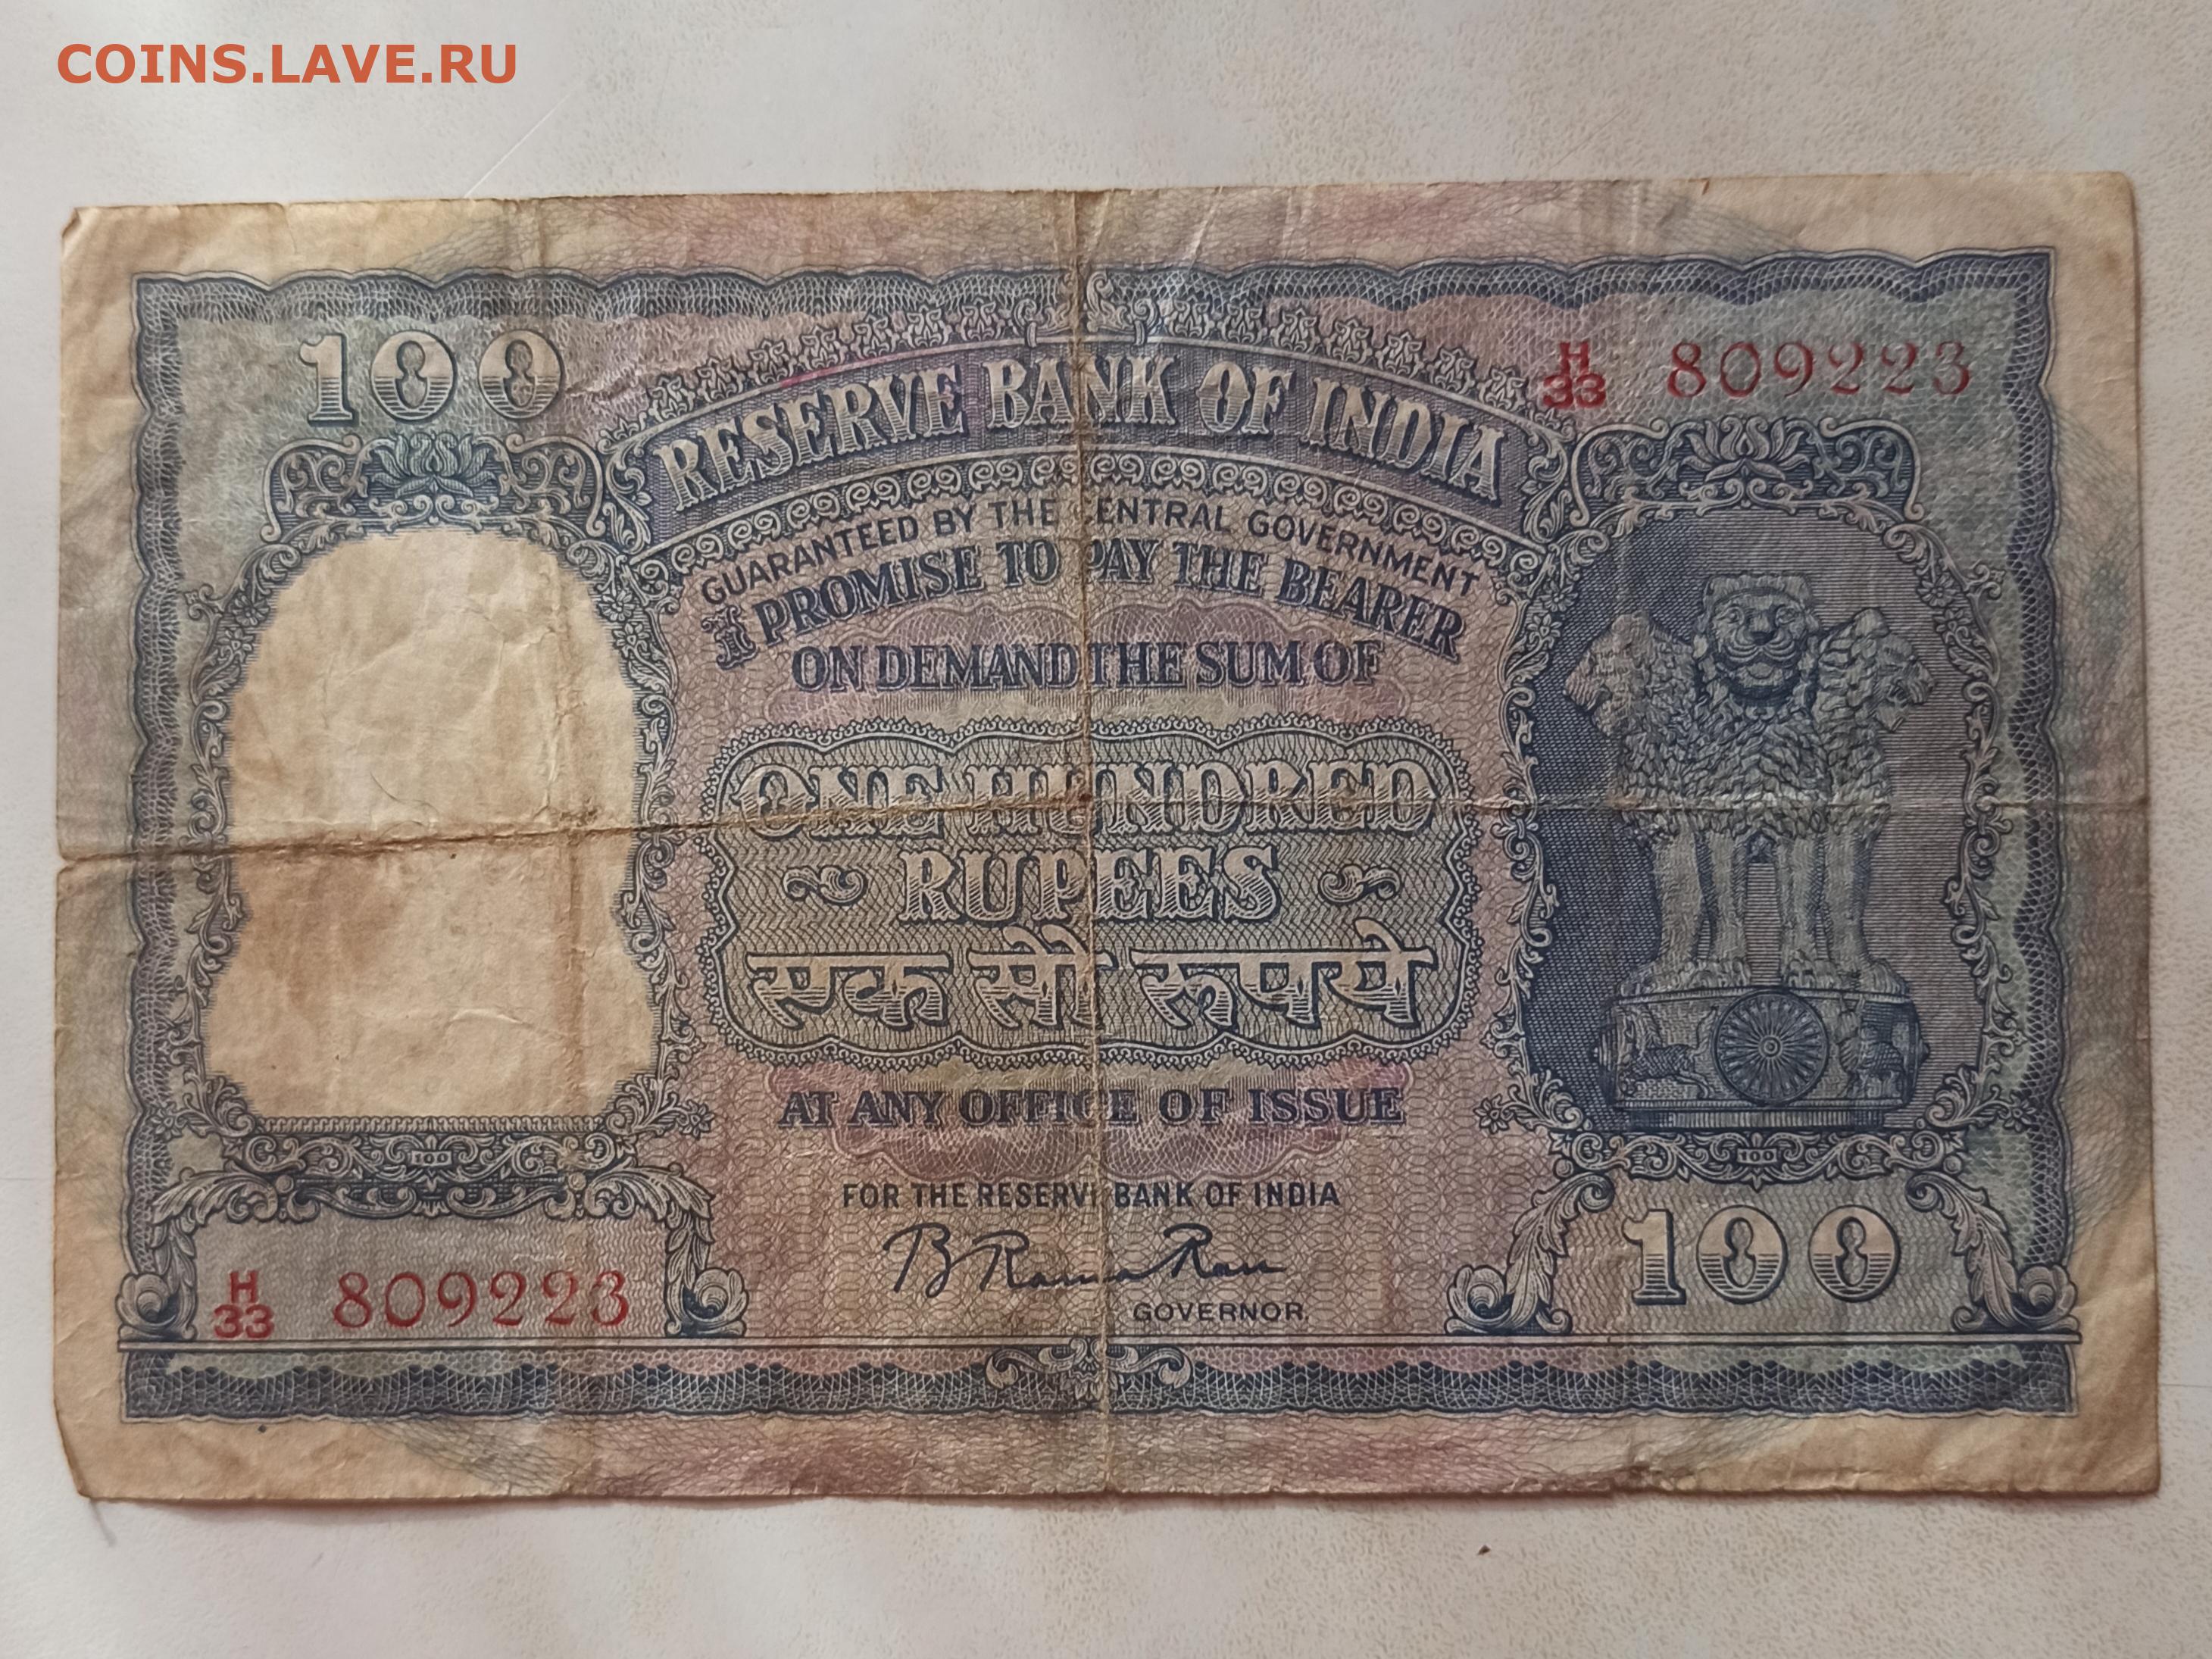 COINS.LAVE.RU
100
H
33 809223
RESERVE BANK OF INDIA
GUARANTEED BY THE CENTRAL GOVERNMENT
I PROMISE TO PAY THE BEARER
ON DEMAND THE SUM OF
ONE HUNDRED
RUPEES
एक सौ रूपये
AT ANY OFFICE OF ISSUE
100
100
FOR THE RESERVE BANK OF INDIA
B Rama Rau
GOVERNOR.
H
33 809223
100